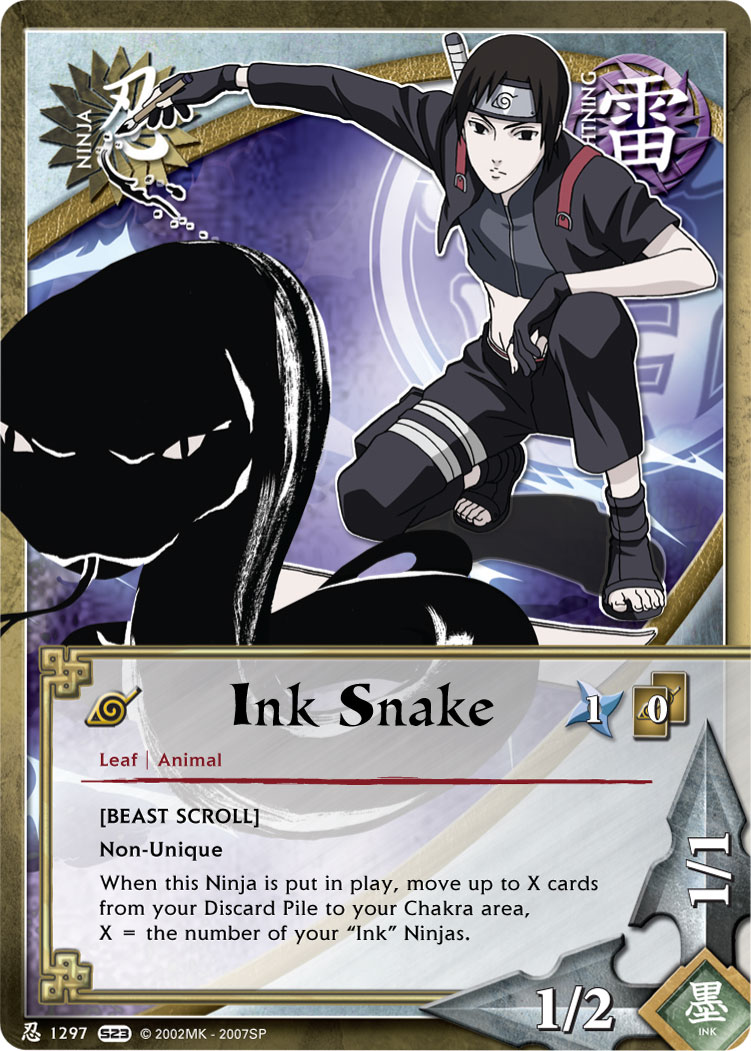 NINJA
忍
HTNING
雷
Ink Snake
1
0
Leaf | Animal
[BEAST SCROLL]
Non-Unique
When this Ninja is put in play, move up to X cards
from your Discard Pile to your Chakra area,
X = the number of your “Ink” Ninjas.
1/1
1/2
墨
INK
忍 1297 S23 © 2002MK - 2007SP